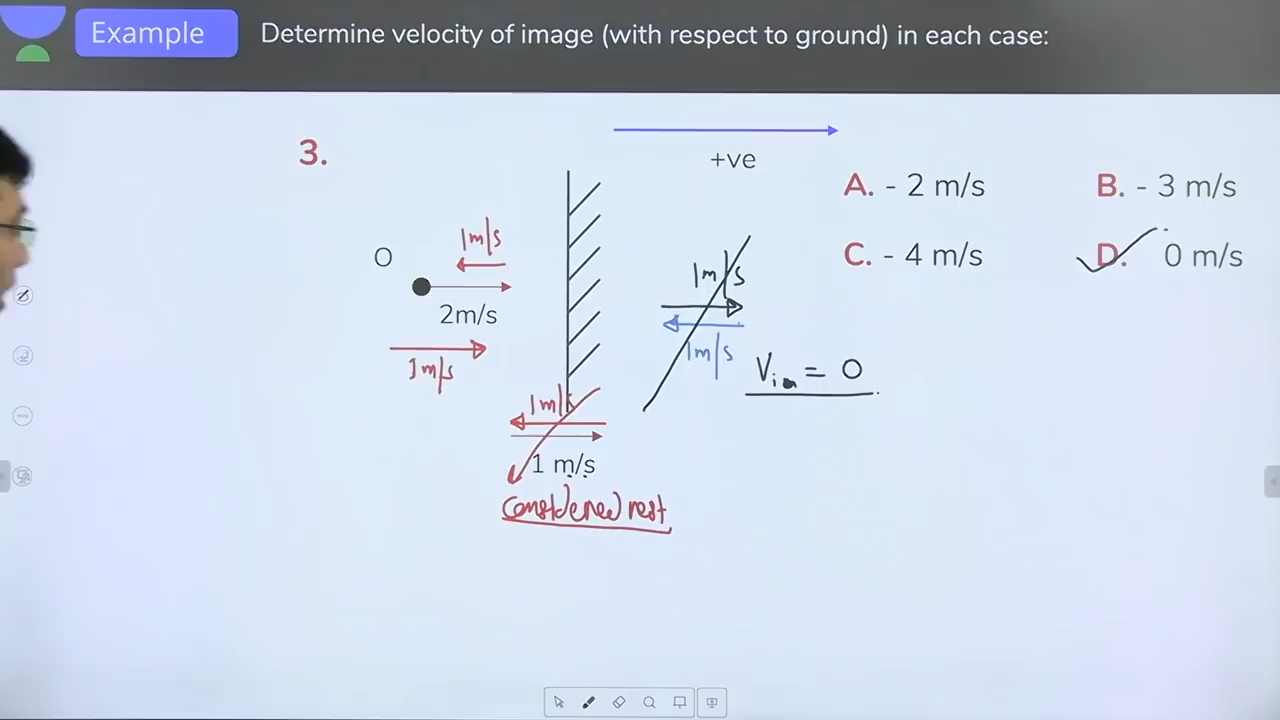 Example
Determine velocity of image (with respect to ground) in each case:
3.
+ve
A. - 2 m/s
B. - 3 m/s
C. - 4 m/s
D. 0 m/s
1m/s
O
2m/s
1m/s
1m/s
1m/s
Vim = 0
1m/s
1 m/s
Considered rest